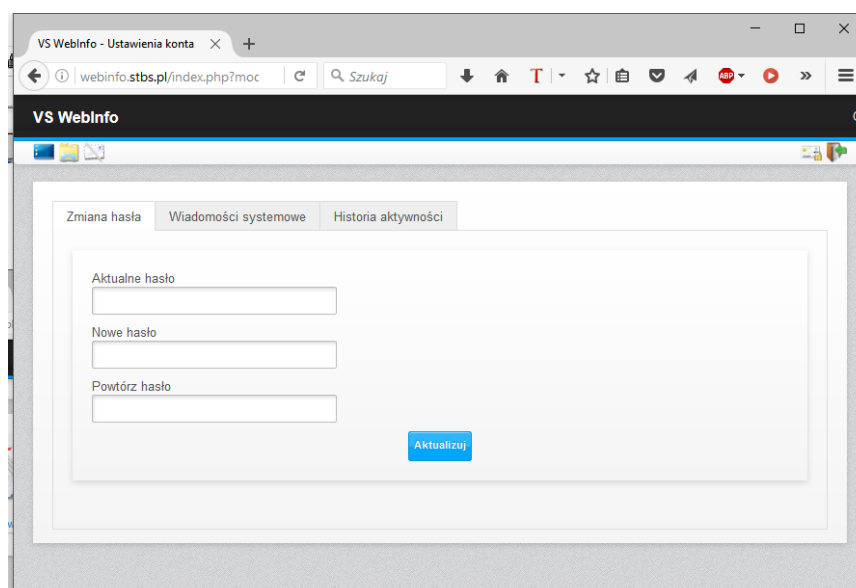 VS WebInfo - Ustawienia konta
webinfo.stbs.pl/index.php?moc
Szukaj
T
ABP
VS WebInfo
Zmiana hasła
Wiadomości systemowe
Historia aktywności
Aktualne hasło
Nowe hasło
Powtórz hasło
Aktualizuj